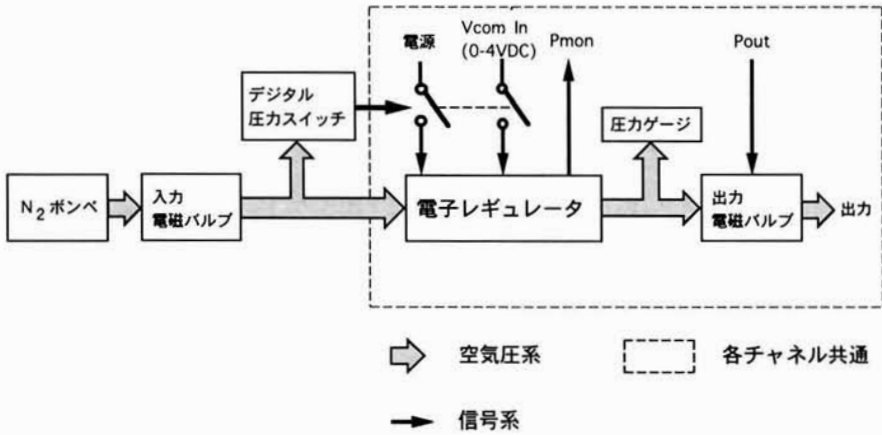 電源
Vcom In
(0-4VDC)
Pmon
Pout
デジタル
圧力スイッチ
圧力ゲージ
N2ボンベ
入力
電磁バルブ
電子レギュレータ
出力
電磁バルブ
出力
空気圧系
各チャネル共通
信号系